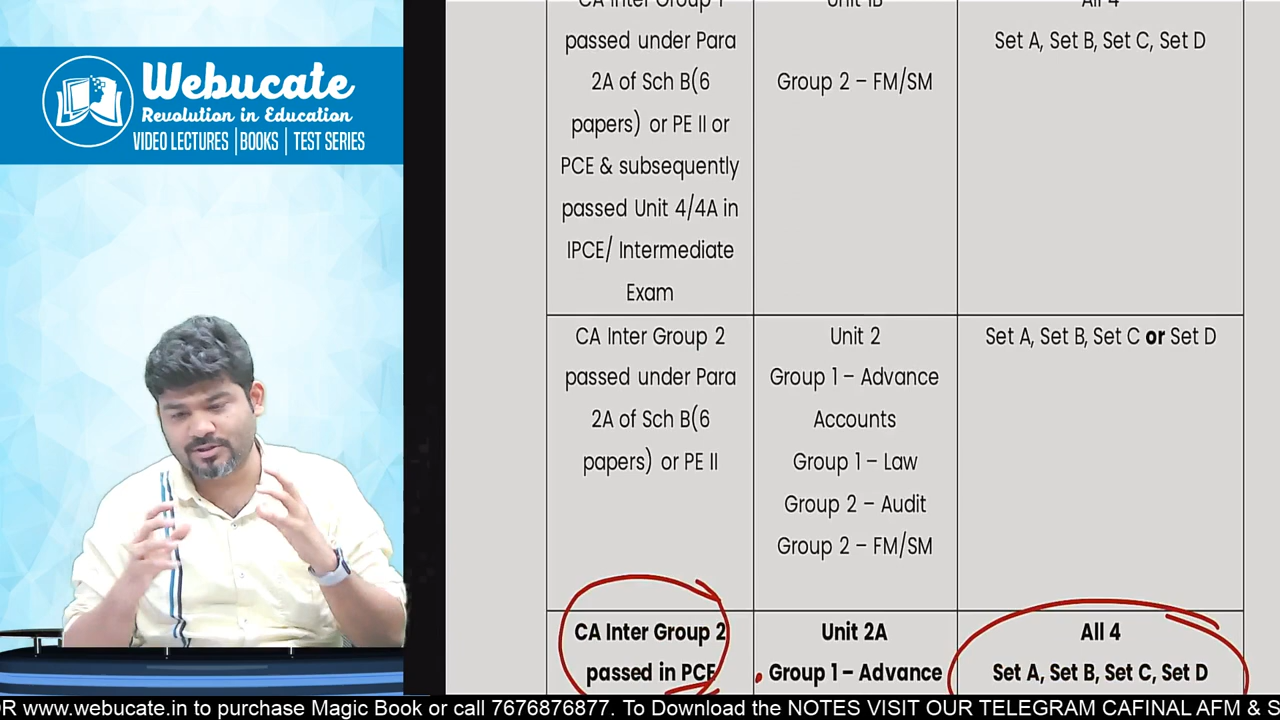 Webucate
Revolution in Education
VIDEO LECTURES | BOOKS | TEST SERIES
CA Inter Group 1
passed under Para
2A of Sch B(6
papers) or PE II or
PCE & subsequently
passed Unit 4/4A in
IPCE/ Intermediate
Exam
Unit 1B
Group 2 – FM/SM
All 4
Set A, Set B, Set C, Set D
CA Inter Group 2
passed under Para
2A of Sch B(6
papers) or PE II
Unit 2
Group 1 – Advance
Accounts
Group 1 – Law
Group 2 – Audit
Group 2 – FM/SM
Set A, Set B, Set C or Set D
CA Inter Group 2
passed in PCE
Unit 2A
Group 1 – Advance
All 4
Set A, Set B, Set C, Set D
R www.webucate.in to purchase Magic Book or call 7676876877. To Download the NOTES VISIT OUR TELEGRAM CAFINAL AFM & S